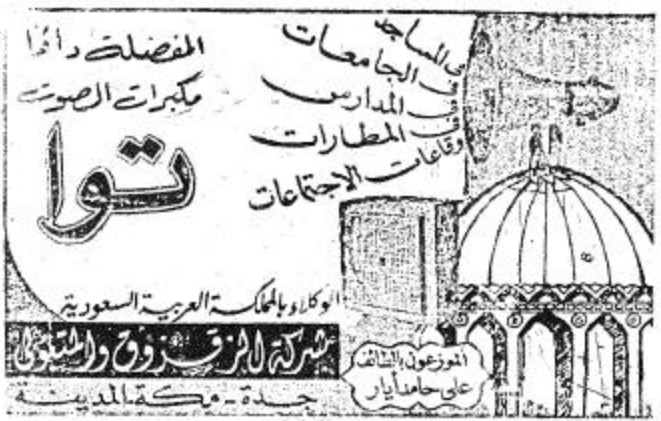 في المساجد
في الجامعات
في المدارس
في المطارات
وقاعات الاجتماعات
المفضلة دائما
مكبرات الصوت
توا
الوكلاء بالمملكة العربية السعودية
شركة الزقزوق والمتبولي
جدة - مكة - المدينة
الموزعون بالطائف
على حامد أيار